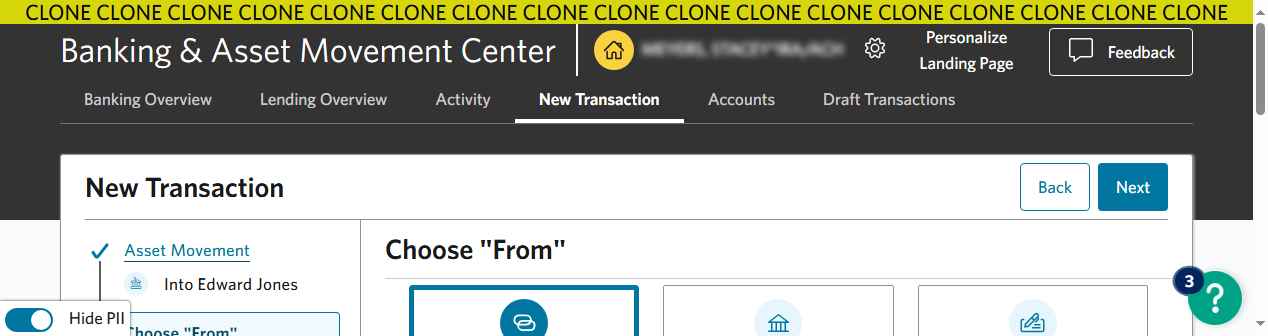 CLONE CLONE CLONE CLONE CLONE CLONE CLONE CLONE CLONE CLONE CLONE CLONE CLONE CLONE CLONE CLONE CLONE
Banking & Asset Movement Center
Personalize
Landing Page
Feedback
Banking Overview Lending Overview Activity New Transaction Accounts Draft Transactions
New Transaction
Back Next
Asset Movement
Choose "From"
Into Edward Jones
3
?
Hide PII
Choose "From"